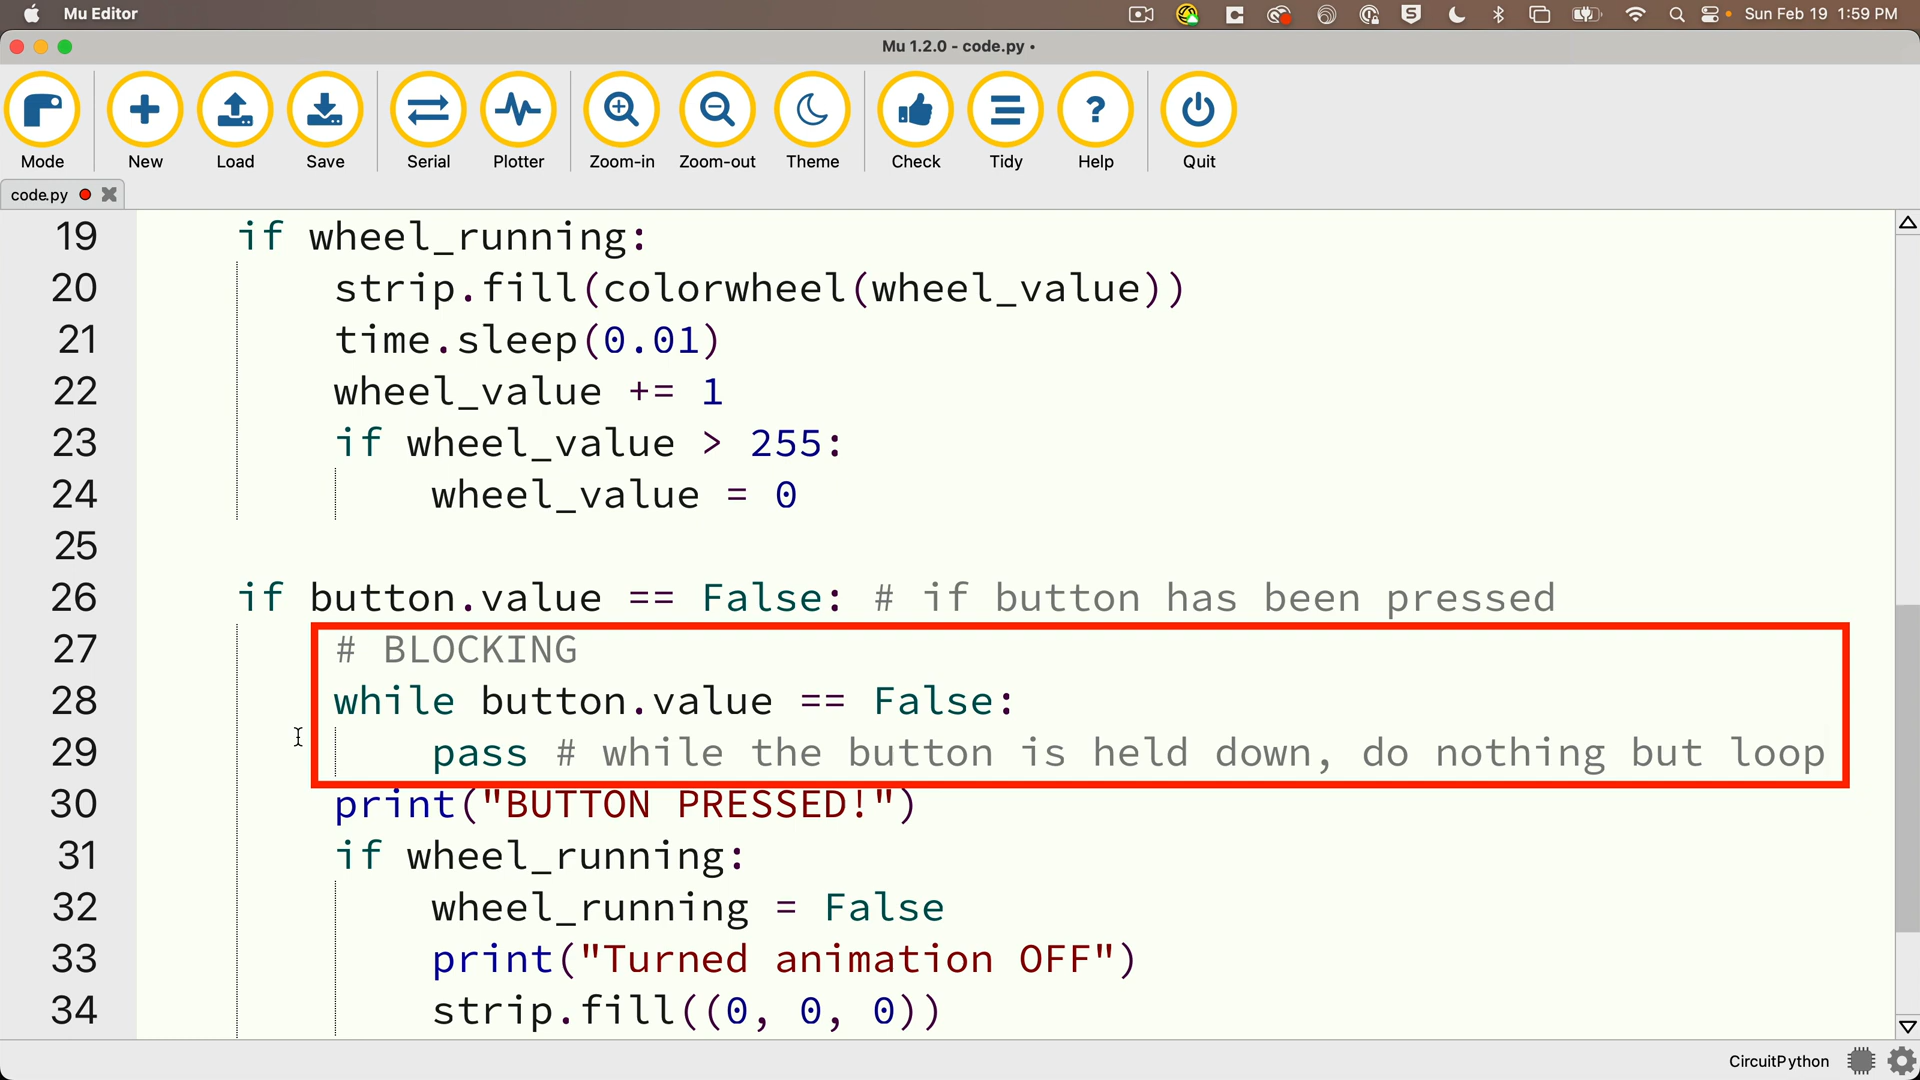 Mu Editor
Sun Feb 19 1:59 PM
Mu 1.2.0 - code.py •
Mode New Load Save Serial Plotter Zoom-in Zoom-out Theme Check Tidy Help Quit
code.py
19 if wheel_running:
20 strip.fill(colorwheel(wheel_value))
21 time.sleep(0.01)
22 wheel_value += 1
23 if wheel_value > 255:
24 wheel_value = 0
25
26 if button.value == False: # if button has been pressed
27 # BLOCKING
28 while button.value == False:
29 pass # while the button is held down, do nothing but loop
30 print("BUTTON PRESSED!")
31 if wheel_running:
32 wheel_running = False
33 print("Turned animation OFF")
34 strip.fill((0, 0, 0))
CircuitPython